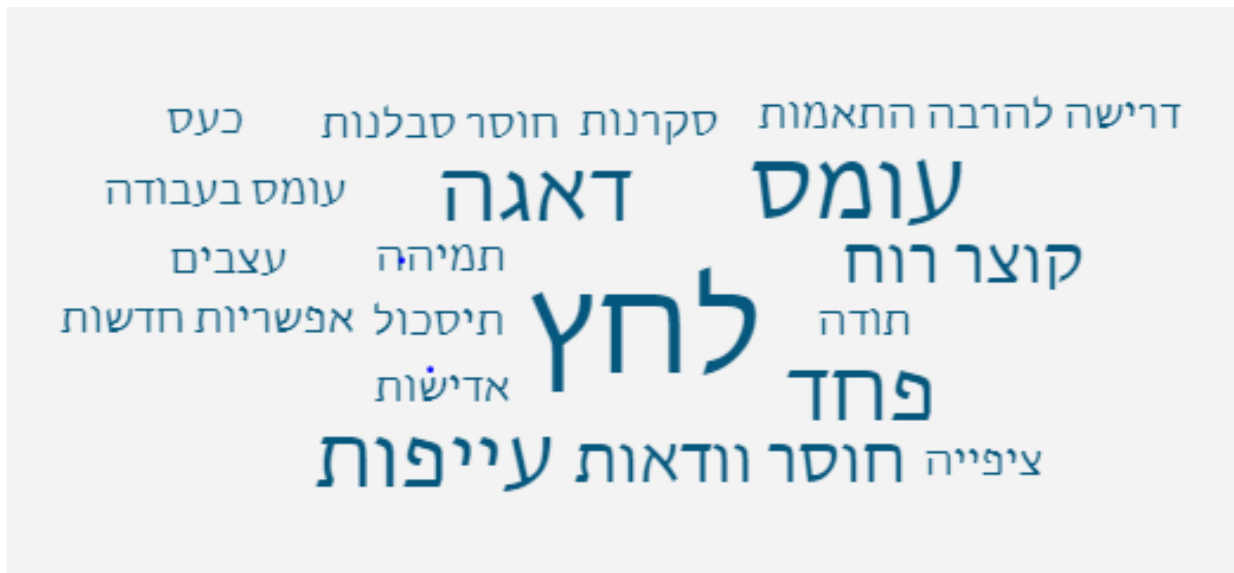 דרישה להרבה התאמות סקרנות חוסר סבלנות כעס
עומס דאגה עומס בעבודה
קוצר רוח תמיהה עצבים
לחץ
תודה תיסכול אפשריות חדשות
פחד אדישות
ציפייה חוסר וודאות עייפות